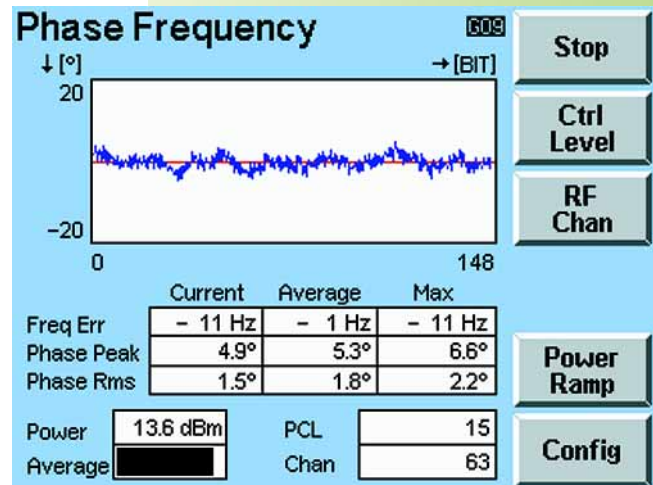 Phase Frequency G09
↓[°] →[BIT]
20
−20
0 148
Current Average Max
Freq Err − 11 Hz − 1 Hz − 11 Hz
Phase Peak 4.9° 5.3° 6.6°
Phase Rms 1.5° 1.8° 2.2°
Power 13.6 dBm PCL 15
Average Chan 63
Stop
Ctrl
Level
RF
Chan
Power
Ramp
Config